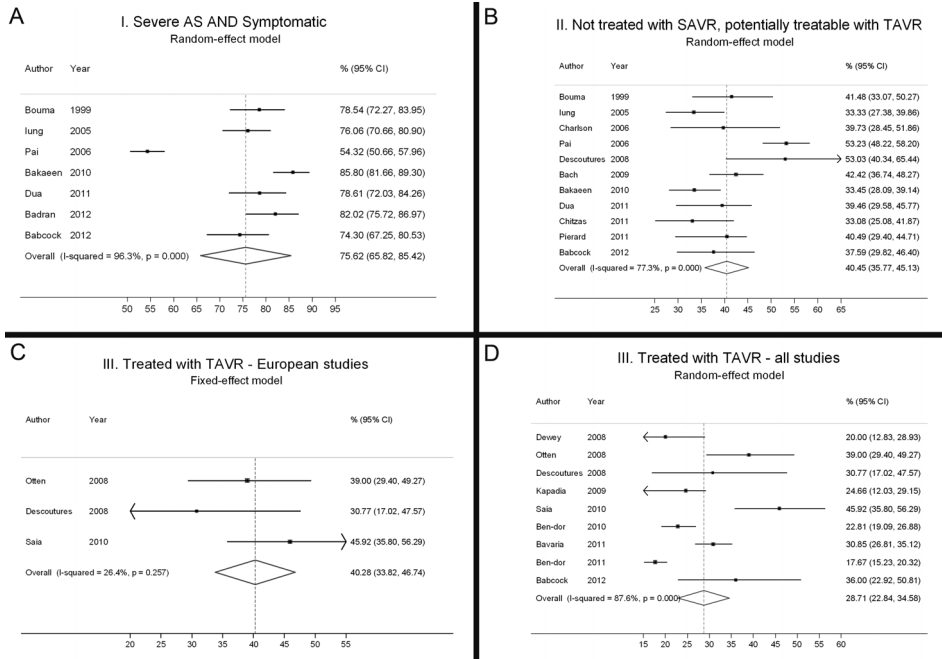 A
I. Severe AS AND Symptomatic
Random-effect model
Author Year % (95% CI)
Bouma 1999 78.54 (72.27, 83.95)
Iung 2005 76.06 (70.66, 80.90)
Pai 2006 54.32 (50.66, 57.96)
Bakaeen 2010 85.80 (81.66, 89.30)
Dua 2011 78.61 (72.03, 84.26)
Badran 2012 82.02 (75.72, 86.97)
Babcock 2012 74.30 (67.25, 80.53)
Overall (I-squared = 96.3%, p = 0.000) 75.62 (65.82, 85.42)
50 55 60 65 70 75 80 85 90 95
B
II. Not treated with SAVR, potentially treatable with TAVR
Random-effect model
Author Year % (95% CI)
Bouma 1999 41.48 (33.07, 50.27)
Iung 2005 33.33 (27.38, 39.86)
Charlson 2006 39.73 (28.45, 51.86)
Pai 2006 53.23 (48.22, 58.20)
Descoutures 2008 53.03 (40.34, 65.44)
Bach 2009 42.42 (36.74, 48.27)
Bakaeen 2010 33.45 (28.09, 39.14)
Dua 2011 39.46 (29.58, 45.77)
Chitzas 2011 33.08 (25.08, 41.87)
Pierard 2011 40.49 (29.40, 44.71)
Babcock 2012 37.59 (29.82, 46.40)
Overall (I-squared = 77.3%, p = 0.000) 40.45 (35.77, 45.13)
25 30 35 40 45 50 55 60 65
C
III. Treated with TAVR - European studies
Fixed-effect model
Author Year % (95% CI)
Otten 2008 39.00 (29.40, 49.27)
Descoutures 2008 30.77 (17.02, 47.57)
Saia 2010 45.92 (35.80, 56.29)
Overall (I-squared = 26.4%, p = 0.257) 40.28 (33.82, 46.74)
20 25 30 35 40 45 50 55
D
III. Treated with TAVR - all studies
Random-effect model
Author Year % (95% CI)
Dewey 2008 20.00 (12.83, 28.93)
Otten 2008 39.00 (29.40, 49.27)
Descoutures 2008 30.77 (17.02, 47.57)
Kapadia 2009 24.66 (12.03, 29.15)
Saia 2010 45.92 (35.80, 56.29)
Ben-dor 2010 22.81 (19.09, 26.88)
Bavaria 2011 30.85 (26.81, 35.12)
Ben-dor 2011 17.67 (15.23, 20.32)
Babcock 2012 36.00 (22.92, 50.81)
Overall (I-squared = 87.6%, p = 0.000) 28.71 (22.84, 34.58)
15 20 25 30 35 40 45 50 55 60